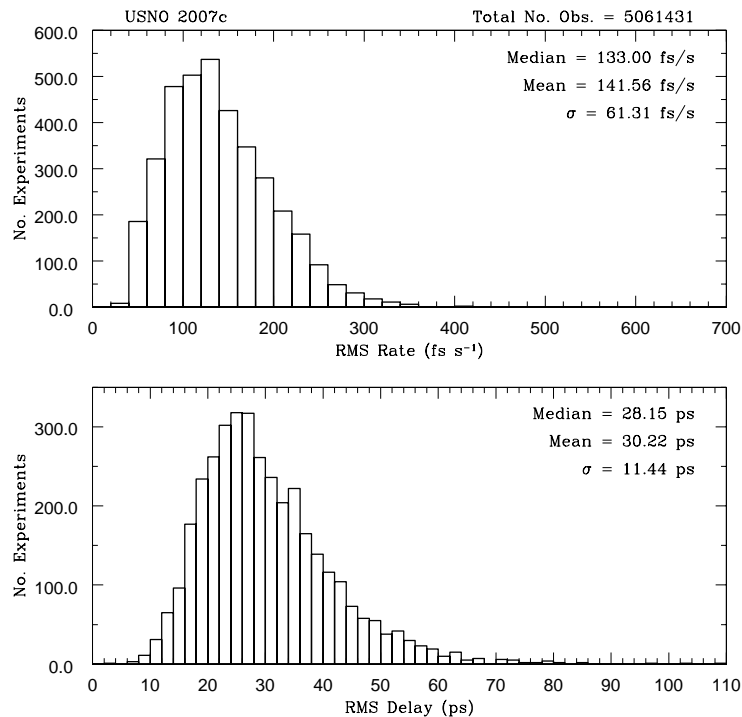 USNO 2007c Total No. Obs. = 5061431
600.0
500.0
400.0
300.0
200.0
100.0
0.0
No. Experiments
Median = 133.00 fs/s
Mean = 141.56 fs/s
σ = 61.31 fs/s
0 100 200 300 400 500 600 700
RMS Rate (fs s⁻¹)
300.0
200.0
100.0
0.0
No. Experiments
Median = 28.15 ps
Mean = 30.22 ps
σ = 11.44 ps
0 10 20 30 40 50 60 70 80 90 100 110
RMS Delay (ps)